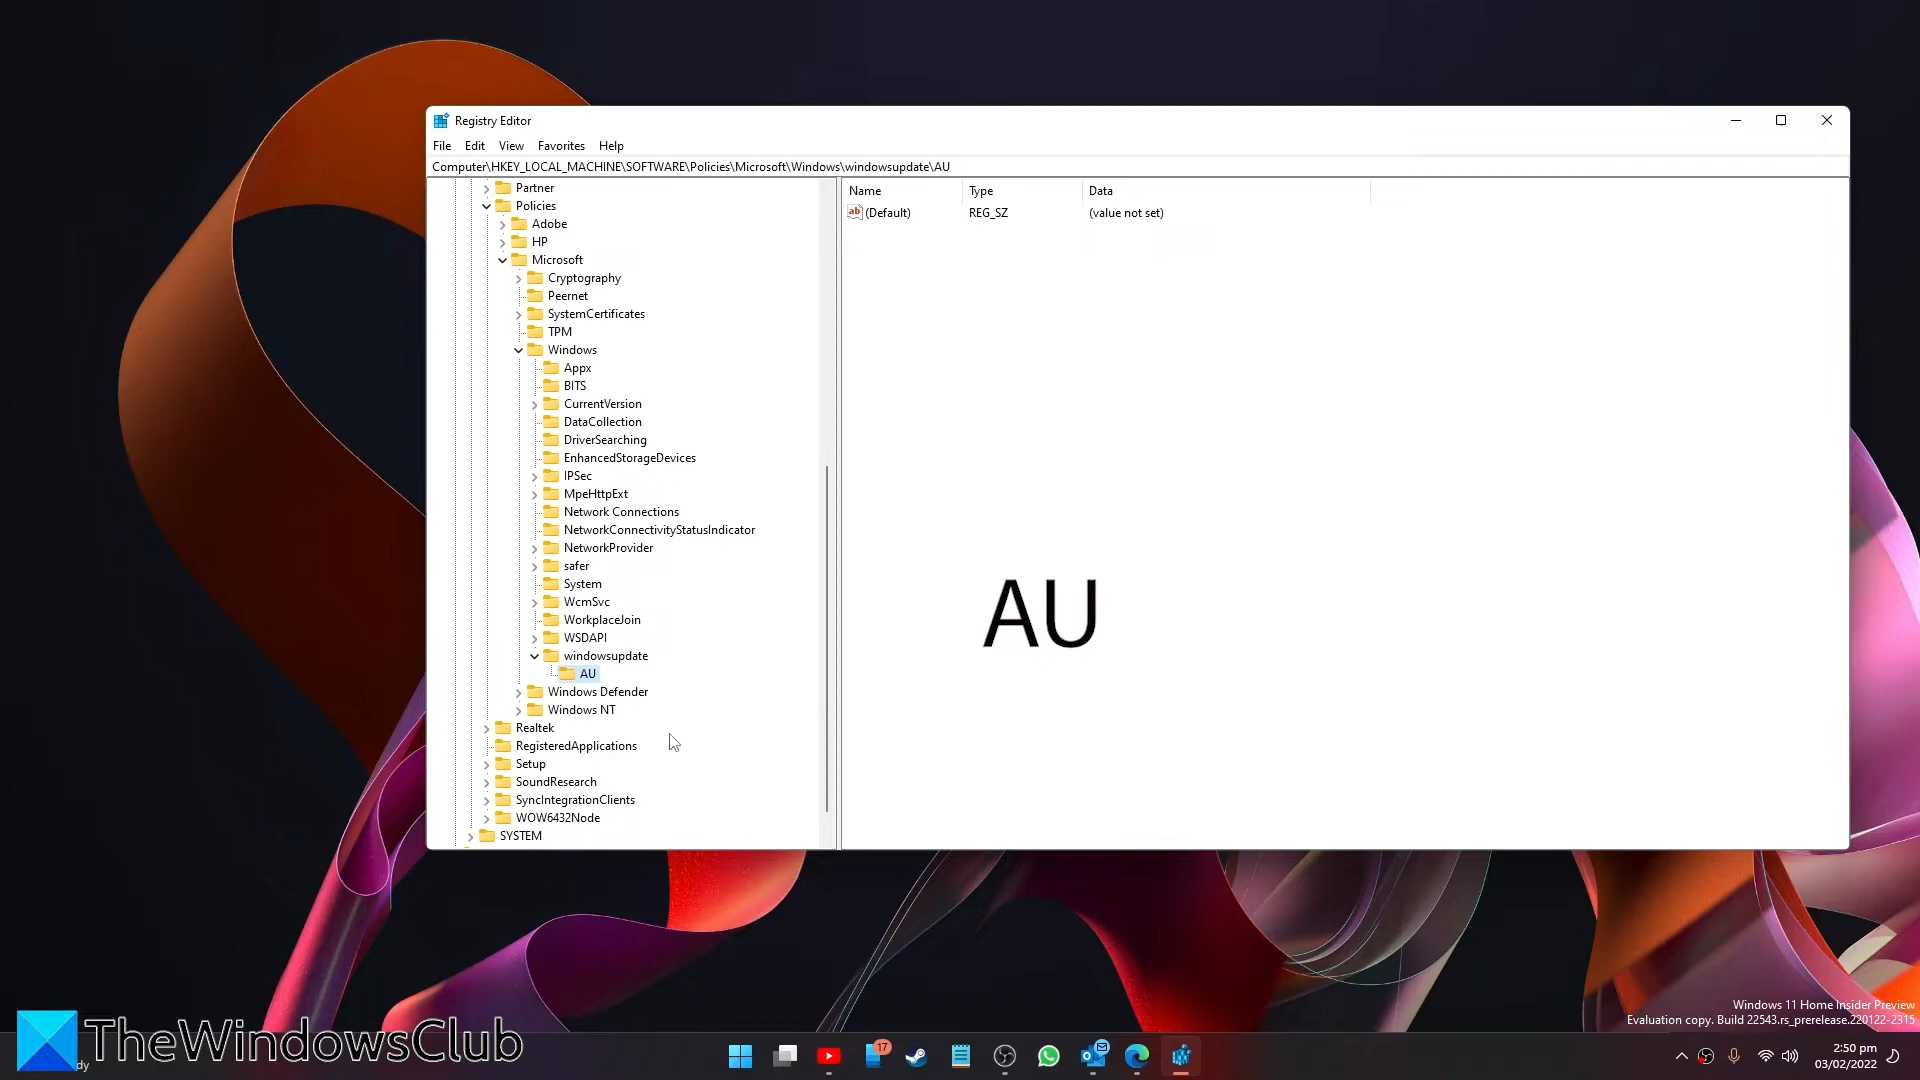 Registry Editor
File Edit View Favorites Help
Computer\HKEY_LOCAL_MACHINE\SOFTWARE\Policies\Microsoft\Windows\windowsupdate\AU
Partner
Policies
Adobe
HP
Microsoft
Cryptography
Peernet
SystemCertificates
TPM
Windows
Appx
BITS
CurrentVersion
DataCollection
DriverSearching
EnhancedStorageDevices
IPSec
MpeHttpExt
Network Connections
NetworkConnectivityStatusIndicator
NetworkProvider
safer
System
WcmSvc
WorkplaceJoin
WSDAPI
windowsupdate
AU
Windows Defender
Windows NT
Realtek
RegisteredApplications
Setup
SoundResearch
SyncIntegrationClients
WOW6432Node
SYSTEM
Name Type Data
ab (Default) REG_SZ (value not set)
AU
Windows 11 Home Insider Preview
Evaluation copy. Build 22543.rs_prerelease.220122-2315
TheWindowsClub
dy
17
2:50 pm
03/02/2022